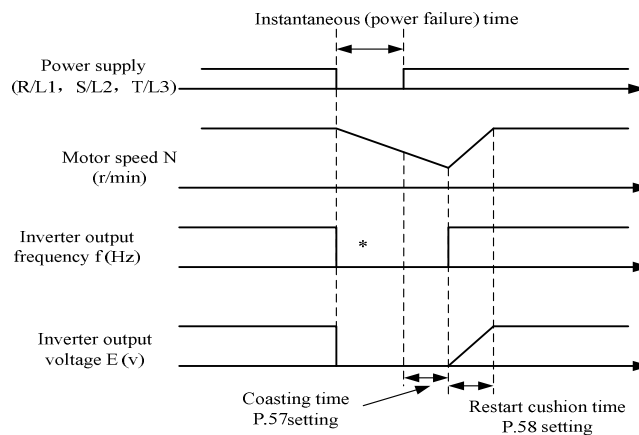 Instantaneous (power failure) time
Power supply
(R/L1，S/L2，T/L3)
Motor speed N
(r/min)
Inverter output
frequency f(Hz)
*
Inverter output
voltage E(v)
Coasting time
P.57setting
Restart cushion time
P.58 setting